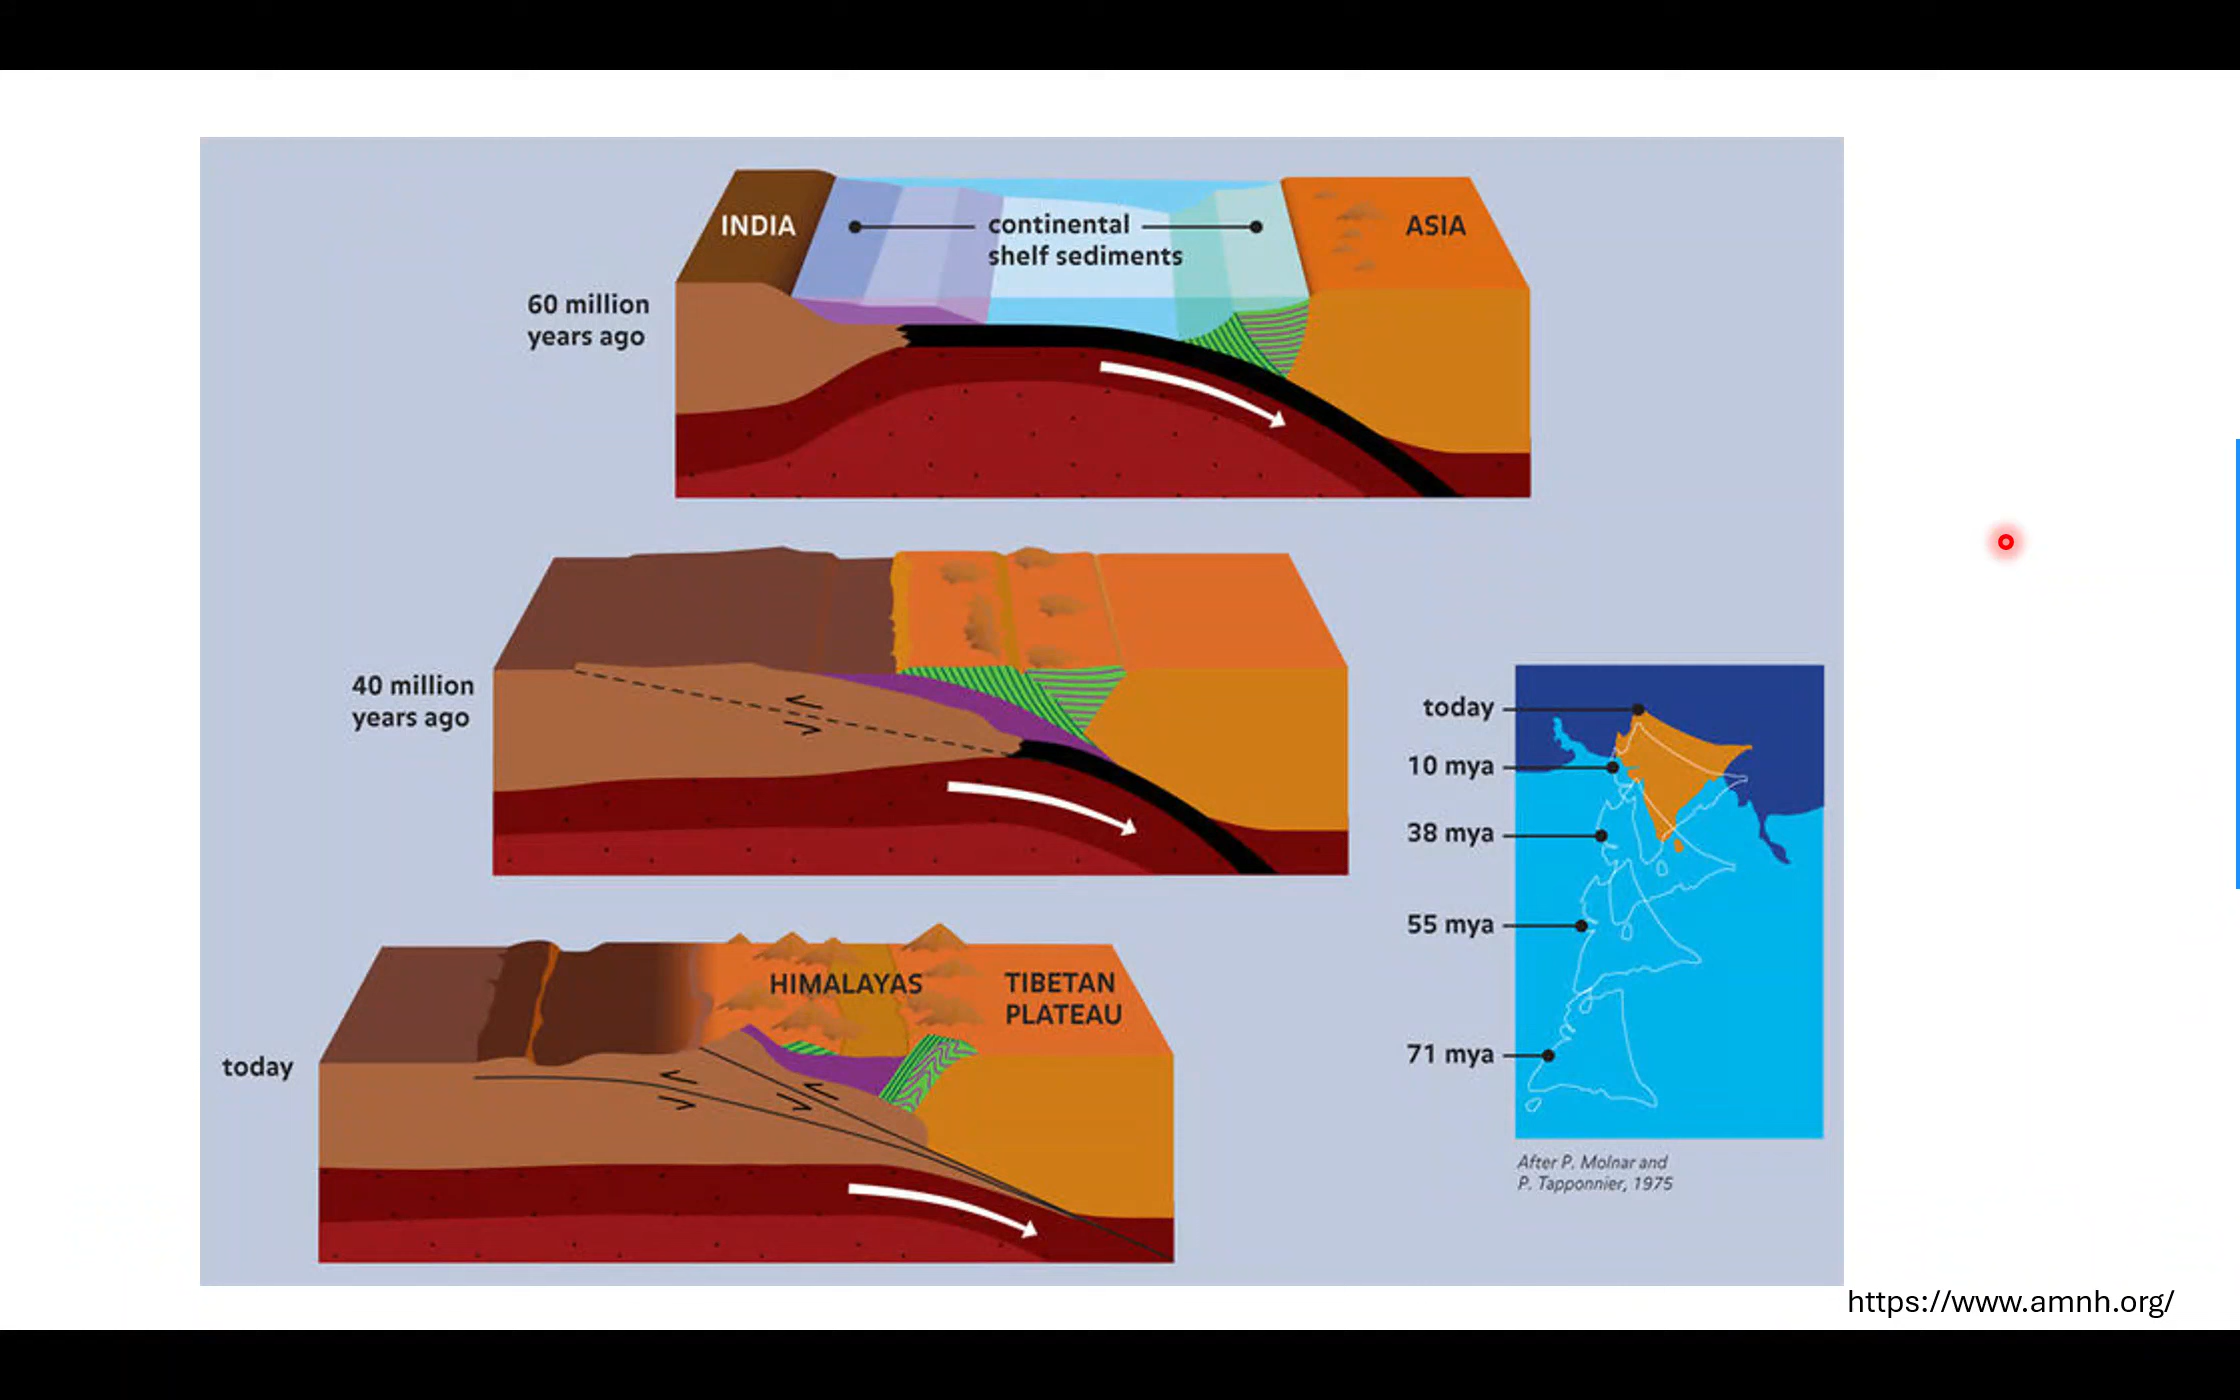 INDIA
continental
shelf sediments
ASIA
60 million
years ago
40 million
years ago
today
HIMALAYAS
TIBETAN
PLATEAU
today
10 mya
38 mya
55 mya
71 mya
After P. Molnar and
P. Tapponnier, 1975
https://www.amnh.org/